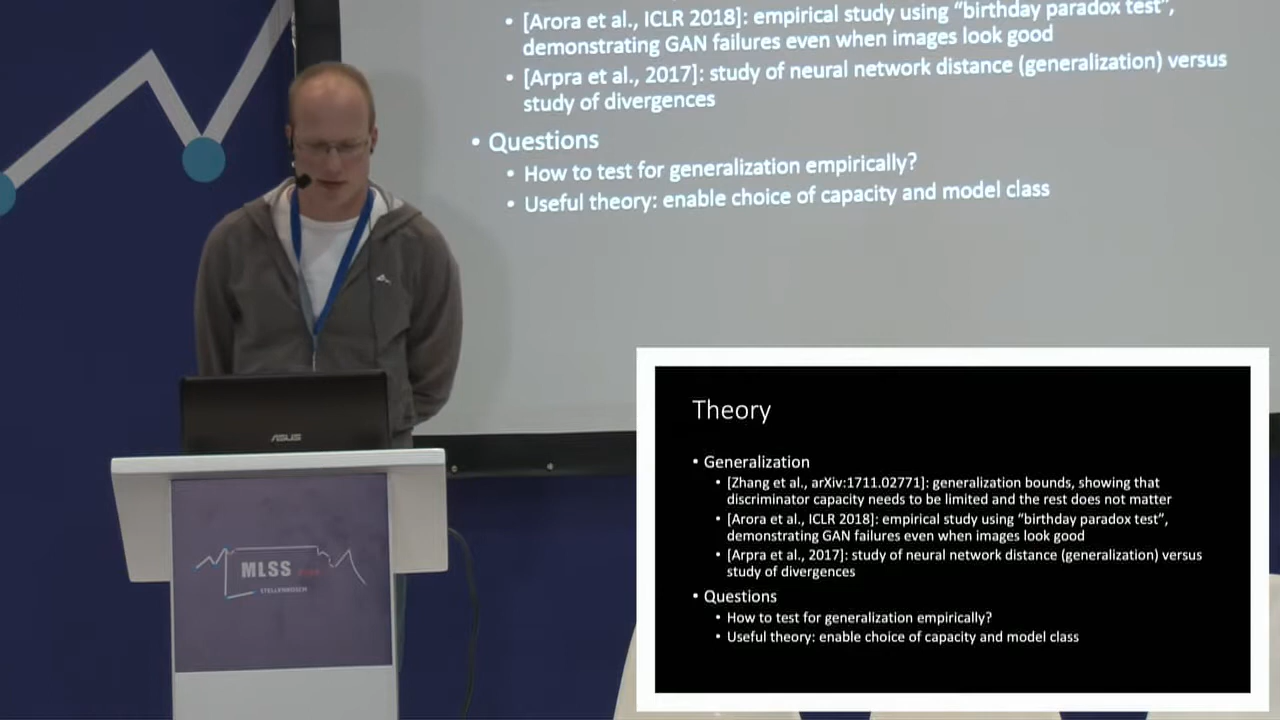 • [Arora et al., ICLR 2018]: empirical study using “birthday paradox test”,
demonstrating GAN failures even when images look good
• [Arpra et al., 2017]: study of neural network distance (generalization) versus
study of divergences
• Questions
• How to test for generalization empirically?
• Useful theory: enable choice of capacity and model class
ASUS
MLSS
STELLENBOSCH
Theory
• Generalization
• [Zhang et al., arXiv:1711.02771]: generalization bounds, showing that
discriminator capacity needs to be limited and the rest does not matter
• [Arora et al., ICLR 2018]: empirical study using “birthday paradox test”,
demonstrating GAN failures even when images look good
• [Arpra et al., 2017]: study of neural network distance (generalization) versus
study of divergences
• Questions
• How to test for generalization empirically?
• Useful theory: enable choice of capacity and model class